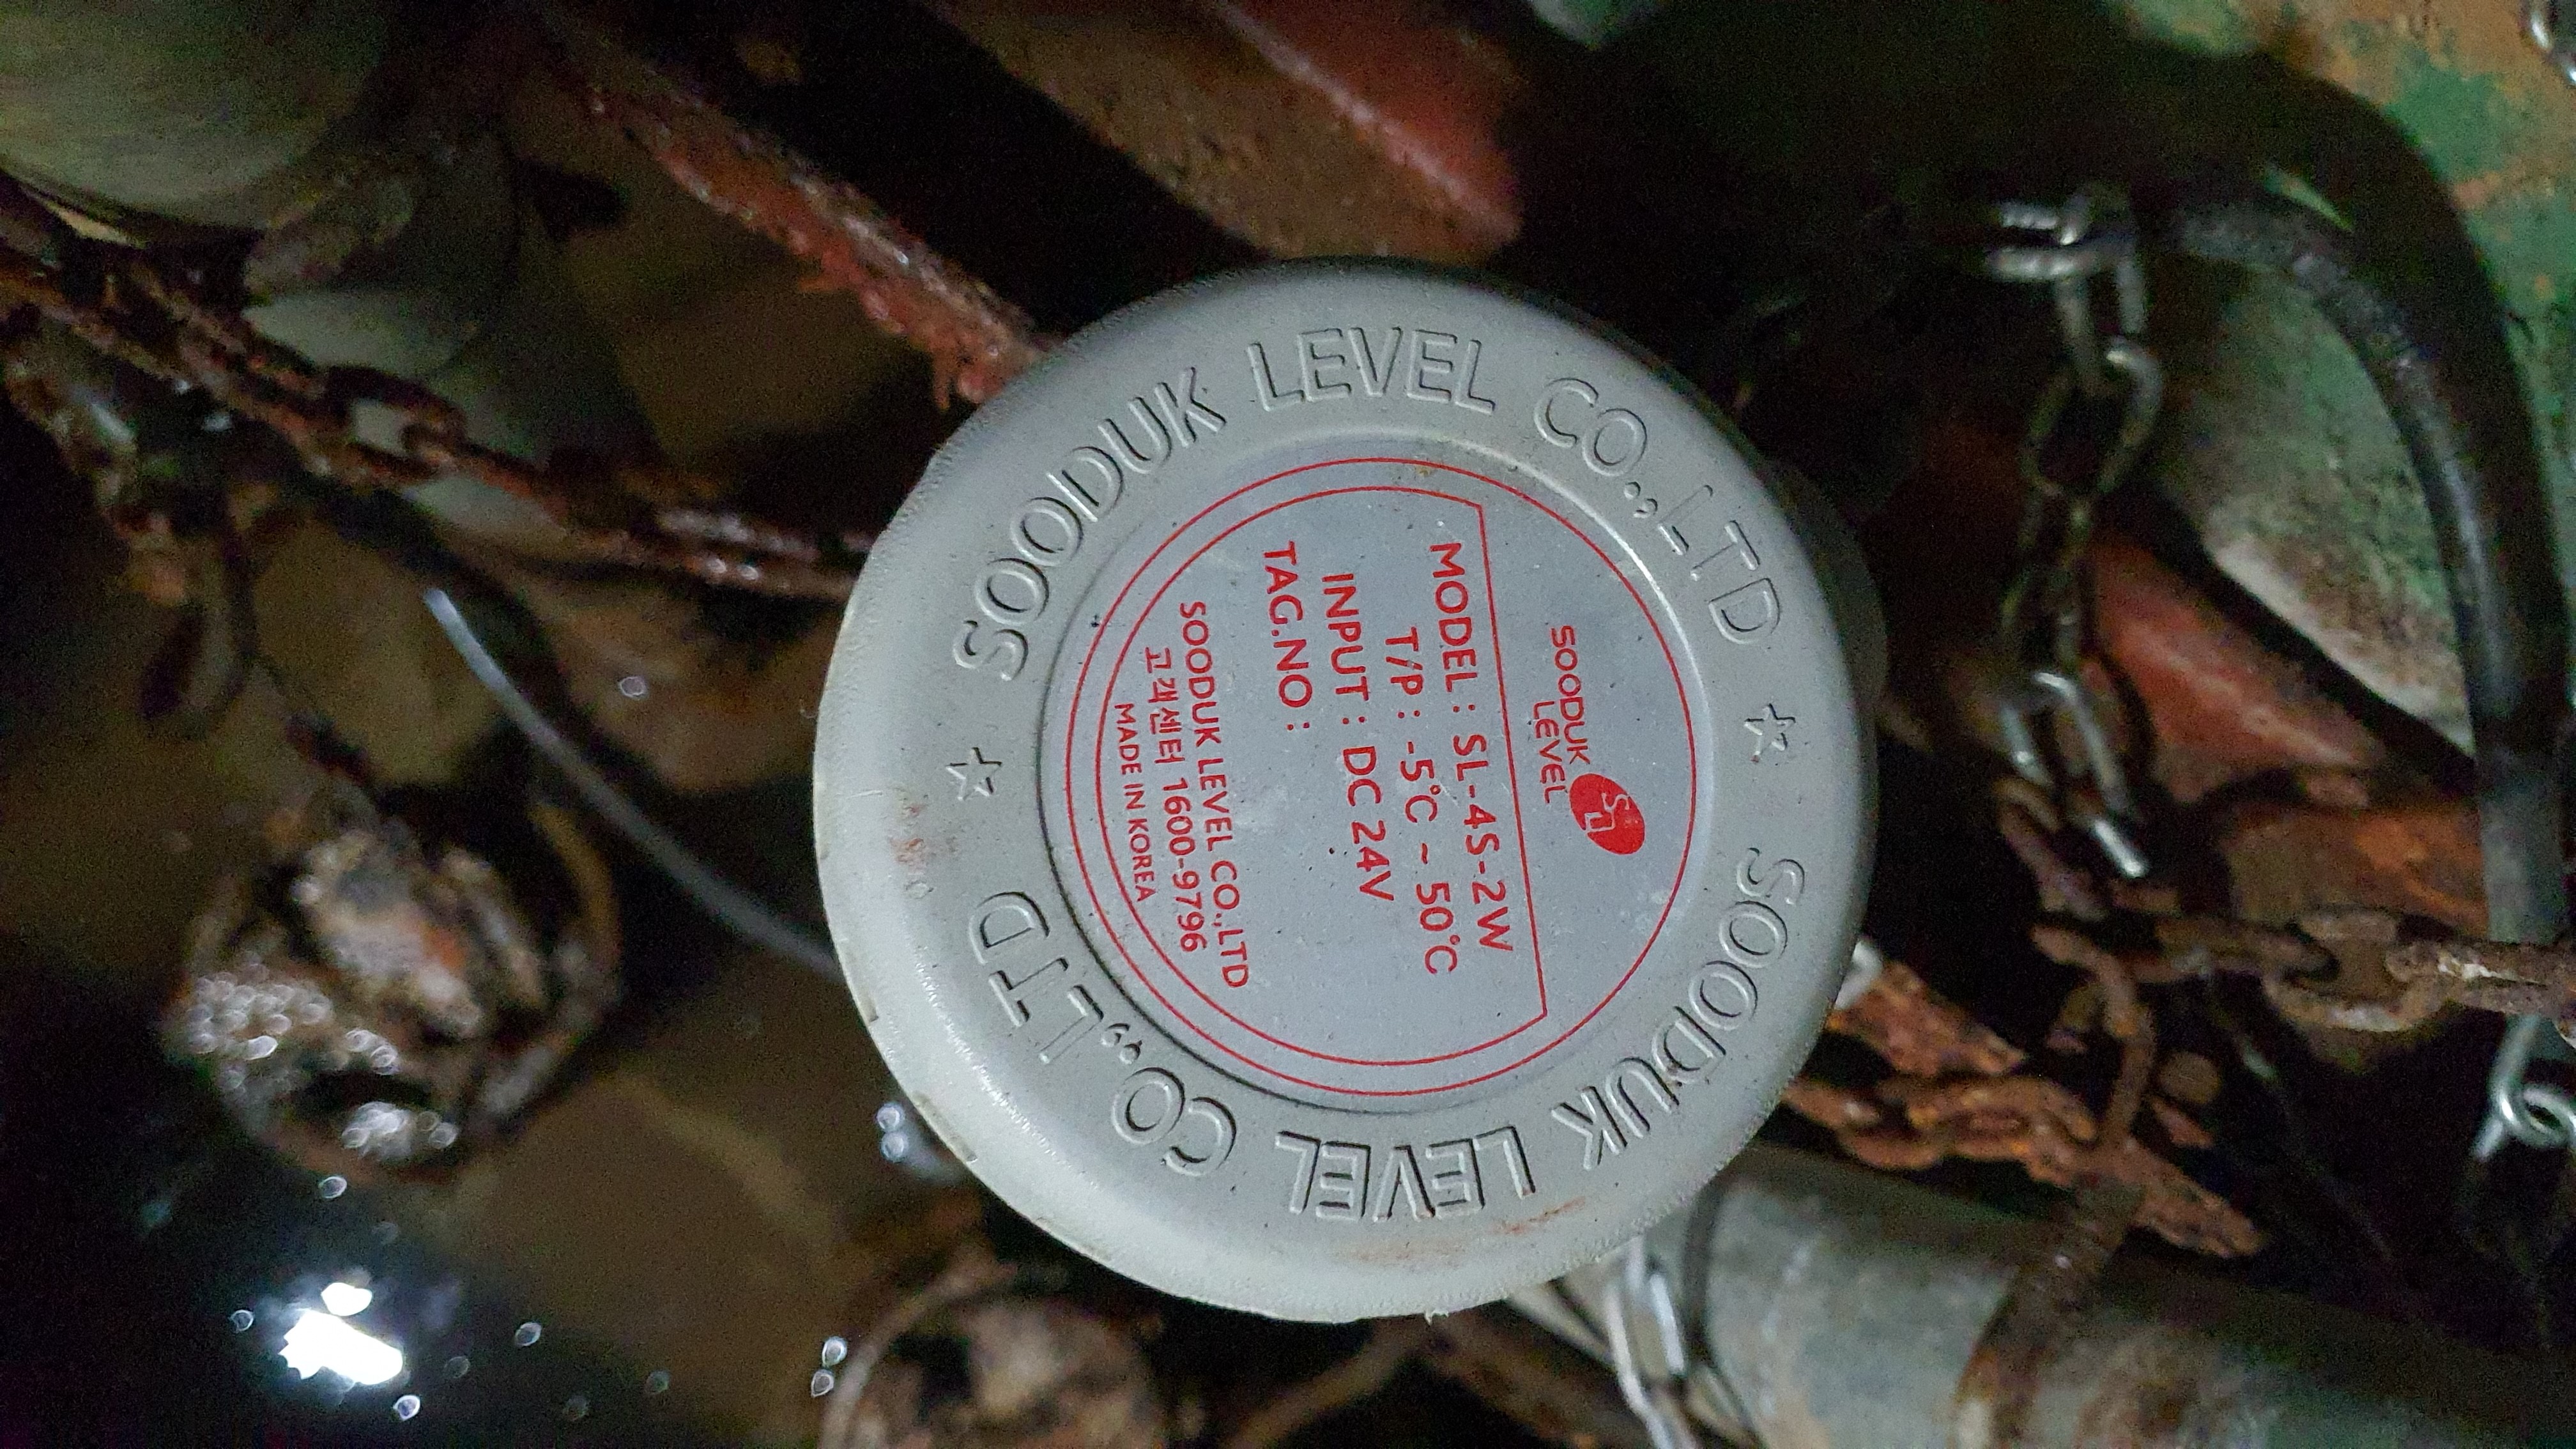 SOODUK LEVEL CO.,LTD
☆
SOODUK LEVEL CO.,LTD
☆
Sn
SOODUK
LEVEL
MODEL : SL-4S-2W
T/P : -5°C ~ 50°C
INPUT : DC 24V
TAG.NO :
SOODUK LEVEL CO.,LTD
고객센터 1600-9796
MADE IN KOREA